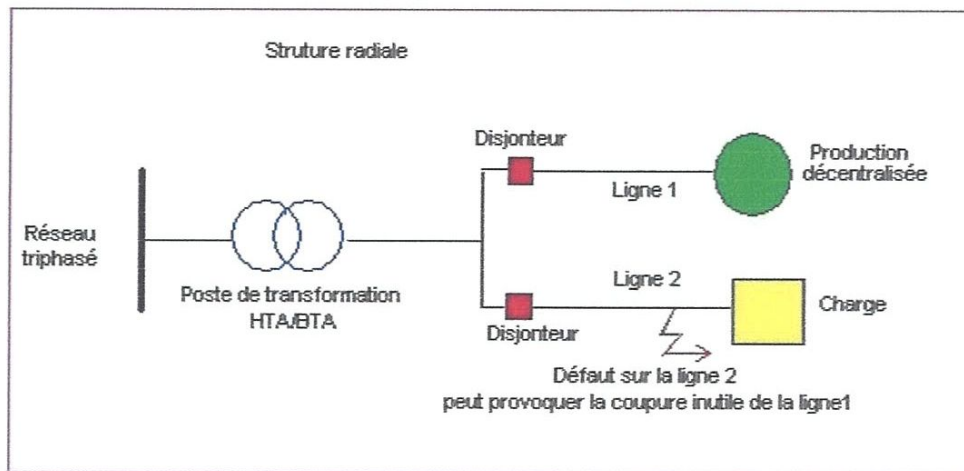 Struture radiale
Disjonteur
Production
décentralisée
Ligne 1
Réseau
triphasé
Poste de transformation
HTA/BTA
Ligne 2
Charge
Disjonteur
Défaut sur la ligne 2
peut provoquer la coupure inutile de la ligne1